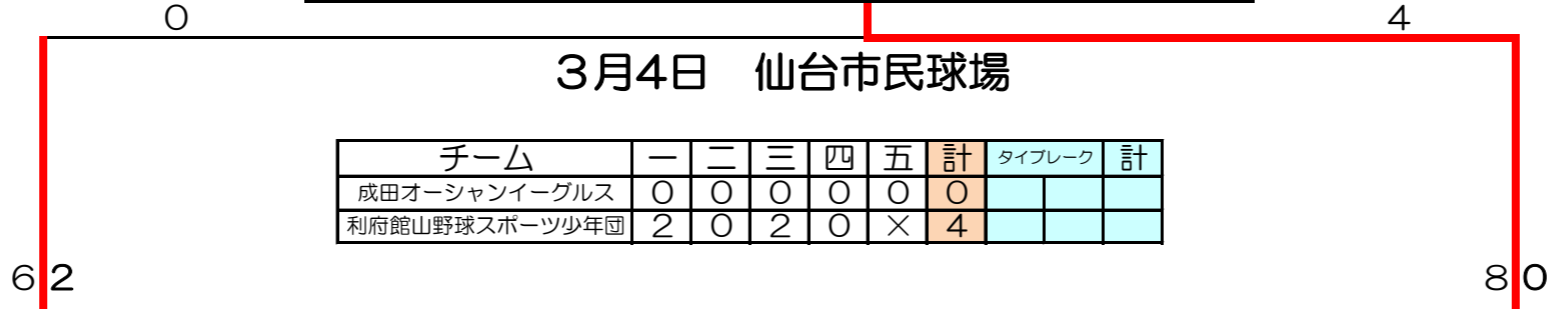 ０ ４
３月４日　仙台市民球場
チーム 一 二 三 四 五 計 タイブレーク 計
成田オーシャンイーグルス ０ ０ ０ ０ ０ ０
利府館山野球スポーツ少年団 ２ ０ ２ ０ × ４
６ ２ ８ ０